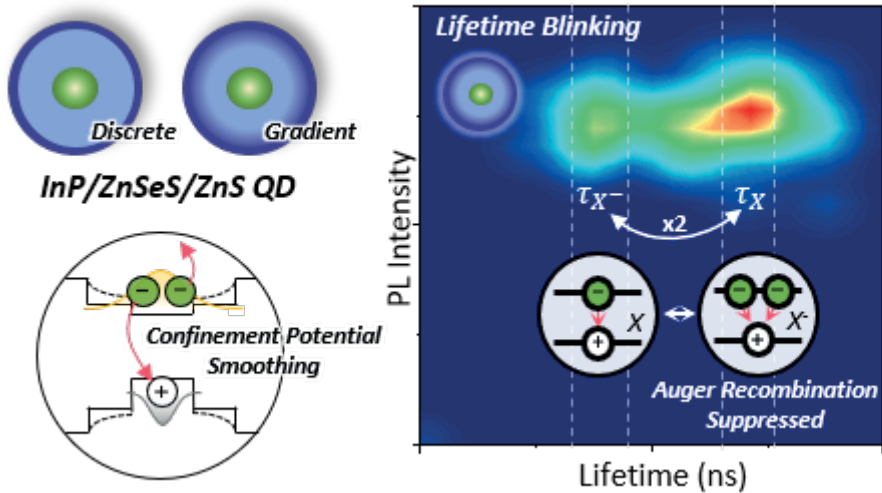 Discrete
Gradient
InP/ZnSeS/ZnS QD
− −
Confinement Potential
Smoothing
+
Lifetime Blinking
PL Intensity
τX− τX
x2
− − −
X X-
+ +
Auger Recombination
Suppressed
Lifetime (ns)